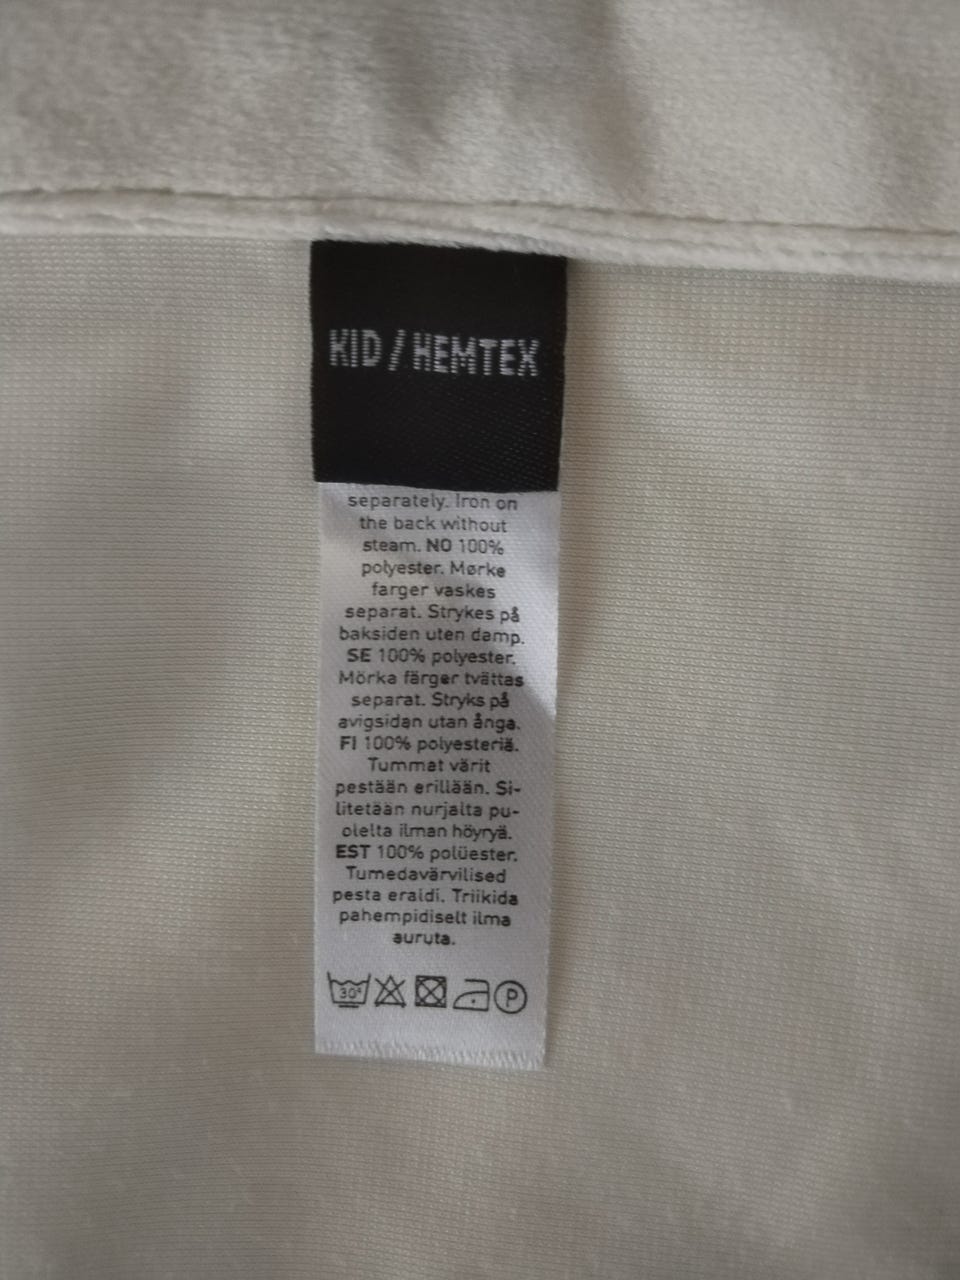 KID / HEMTEX
separately. Iron on
the back without
steam. NO 100%
polyester. Mørke
farger vaskes
separat. Strykes på
baksiden uten damp.
SE 100% polyester.
Mörka färger tvättas
separat. Stryks på
avigsidan utan ånga.
FI 100% polyesteriä.
Tummat värit
pestään erillään. Si-
litetään nurjalta pu-
olelta ilman höyryä.
EST 100% polüester.
Tumedavärvilised
pesta eraldi. Triikida
pahempidiselt ilma
auruta.
30° P